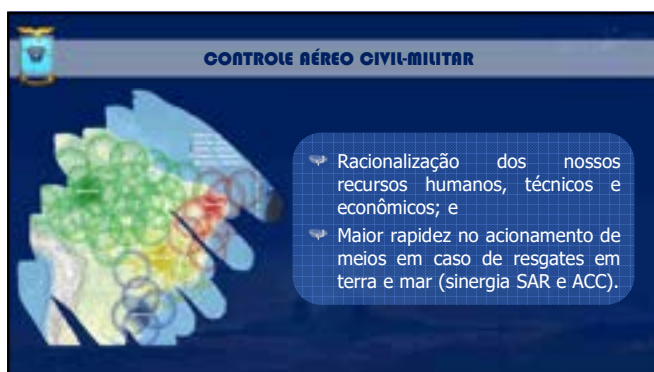 CONTROLE AÉREO CIVIL-MILITAR
Racionalização dos nossos
recursos humanos, técnicos e
econômicos; e
Maior rapidez no acionamento de
meios em caso de resgates em
terra e mar (sinergia SAR e ACC).